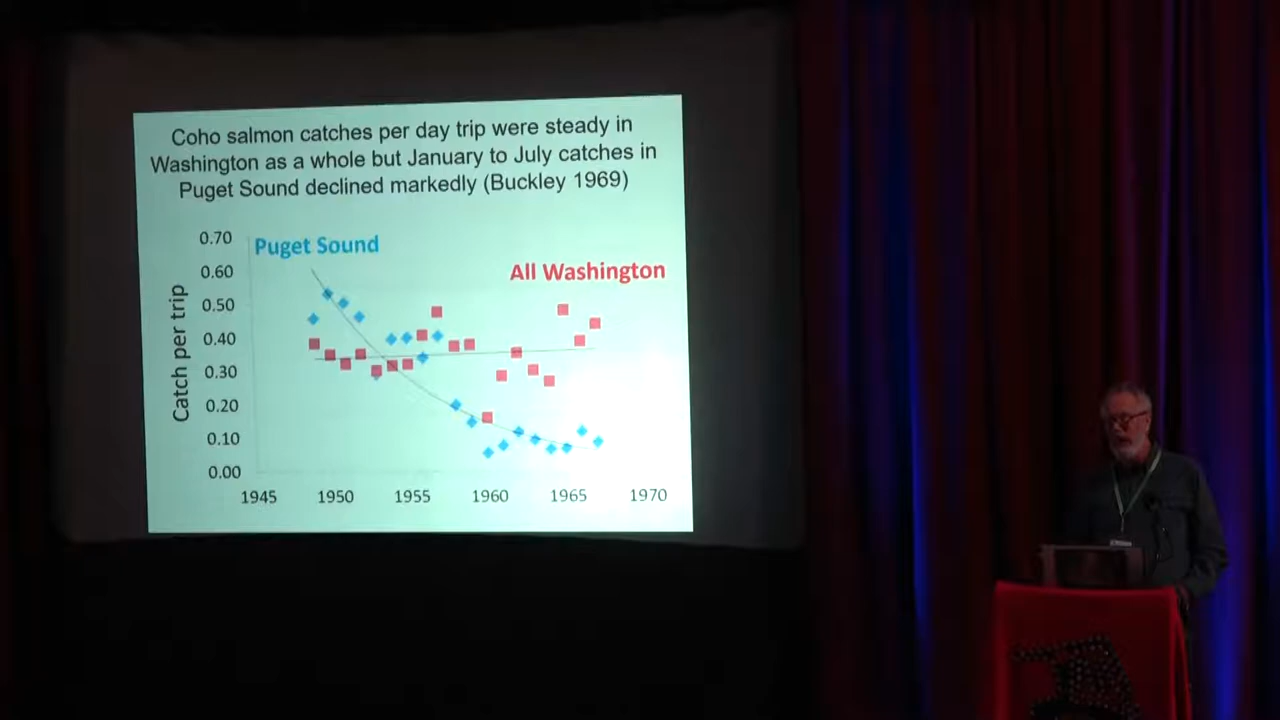 Coho salmon catches per day trip were steady in
Washington as a whole but January to July catches in
Puget Sound declined markedly (Buckley 1969)
Puget Sound
All Washington
Catch per trip
0.70
0.60
0.50
0.40
0.30
0.20
0.10
0.00
1945 1950 1955 1960 1965 1970